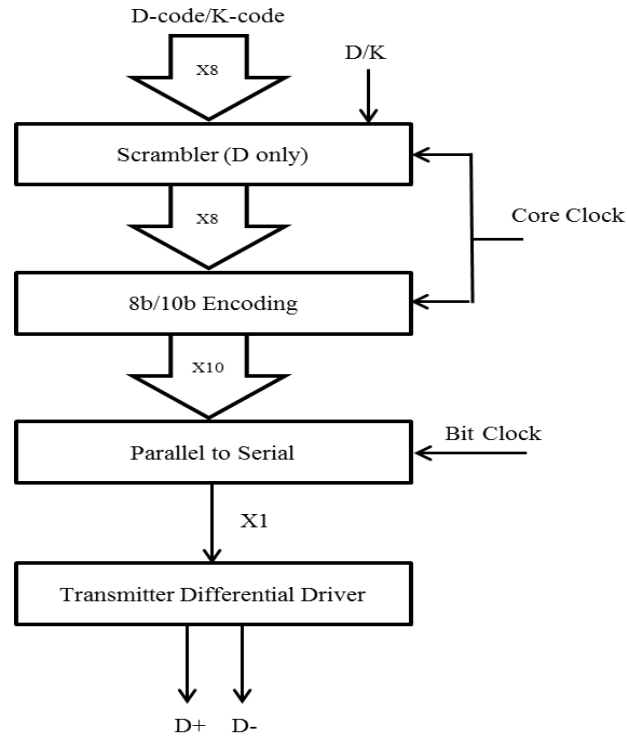 D-code/K-code
X8
D/K
Scrambler (D only)
X8
Core Clock
8b/10b Encoding
X10
Bit Clock
Parallel to Serial
X1
Transmitter Differential Driver
D+ D-